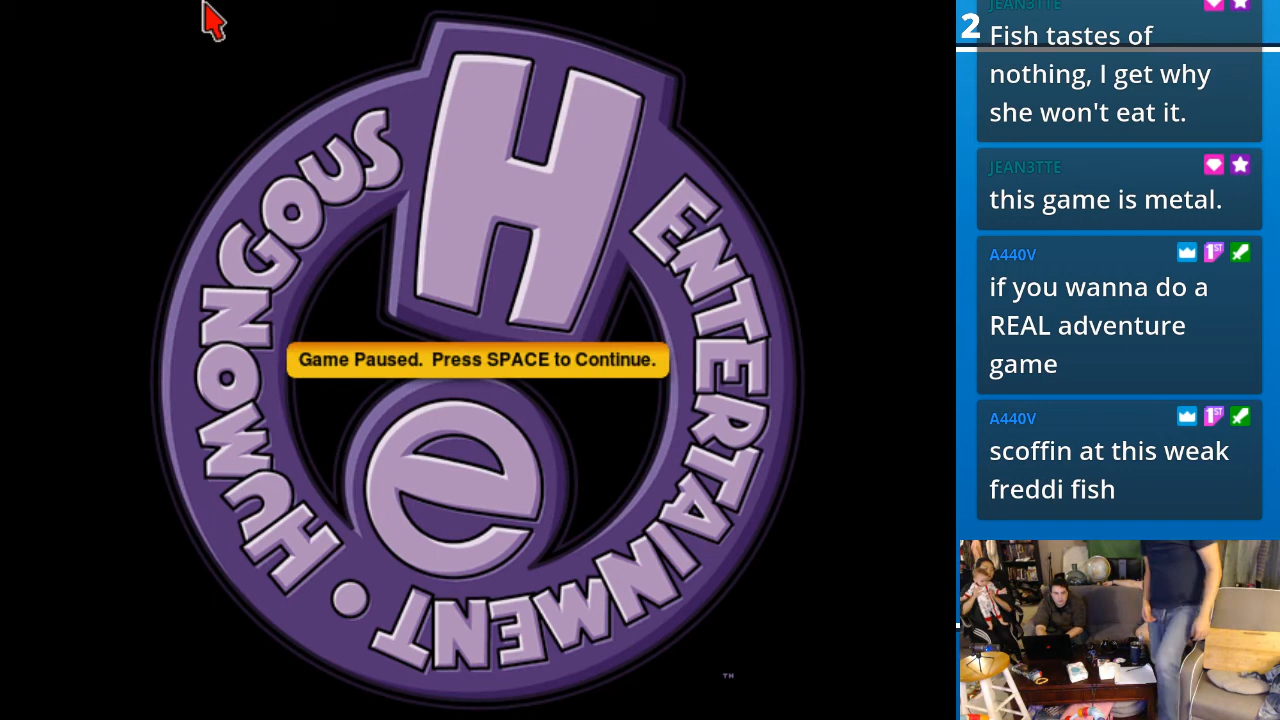 HUMONGOUS
ENTERTAINMENT
H
e
Game Paused.  Press SPACE to Continue.
TM
2
JEAN3TTE
Fish tastes of
nothing, I get why
she won't eat it.
JEAN3TTE
this game is metal.
A440V
1ST
if you wanna do a
REAL adventure
game
A440V
1ST
scoffin at this weak
freddi fish